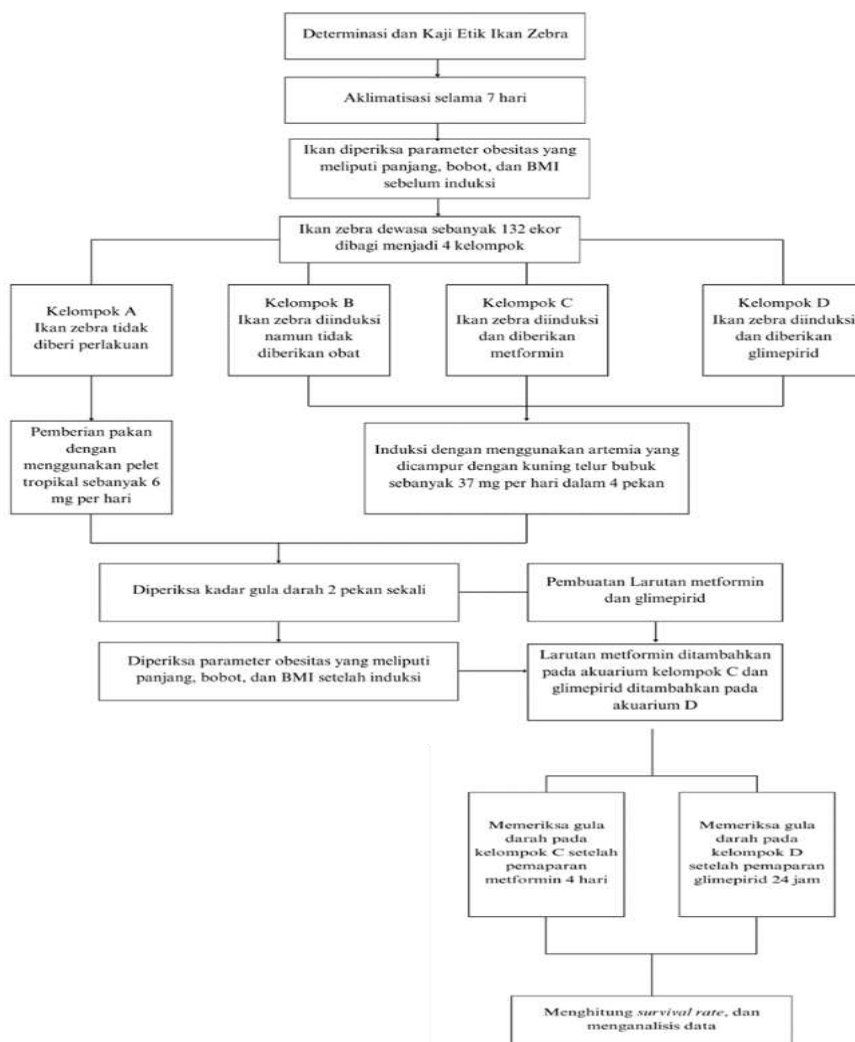 Determinasi dan Kaji Etik Ikan Zebra
Aklimatisasi selama 7 hari
Ikan diperiksa parameter obesitas yang
meliputi panjang, bobot, dan BMI
sebelum induksi
Ikan zebra dewasa sebanyak 132 ekor
dibagi menjadi 4 kelompok
Kelompok A
Ikan zebra tidak
diberi perlakuan
Kelompok B
Ikan zebra diinduksi
namun tidak
diberikan obat
Kelompok C
Ikan zebra diinduksi
dan diberikan
metformin
Kelompok D
Ikan zebra diinduksi
dan diberikan
glimepirid
Pemberian pakan
dengan
menggunakan pelet
tropikal sebanyak 6
mg per hari
Induksi dengan menggunakan artemia yang
dicampur dengan kuning telur bubuk
sebanyak 37 mg per hari dalam 4 pekan
Diperiksa kadar gula darah 2 pekan sekali
Pembuatan Larutan metformin
dan glimepirid
Diperiksa parameter obesitas yang meliputi
panjang, bobot, dan BMI setelah induksi
Larutan metformin ditambahkan
pada akuarium kelompok C dan
glimepirid ditambahkan pada
akuarium D
Memeriksa gula
darah pada
kelompok C setelah
pemaparan
metformin 4 hari
Memeriksa gula
darah pada
kelompok D
setelah pemaparan
glimepirid 24 jam
Menghitung survival rate, dan
menganalisis data